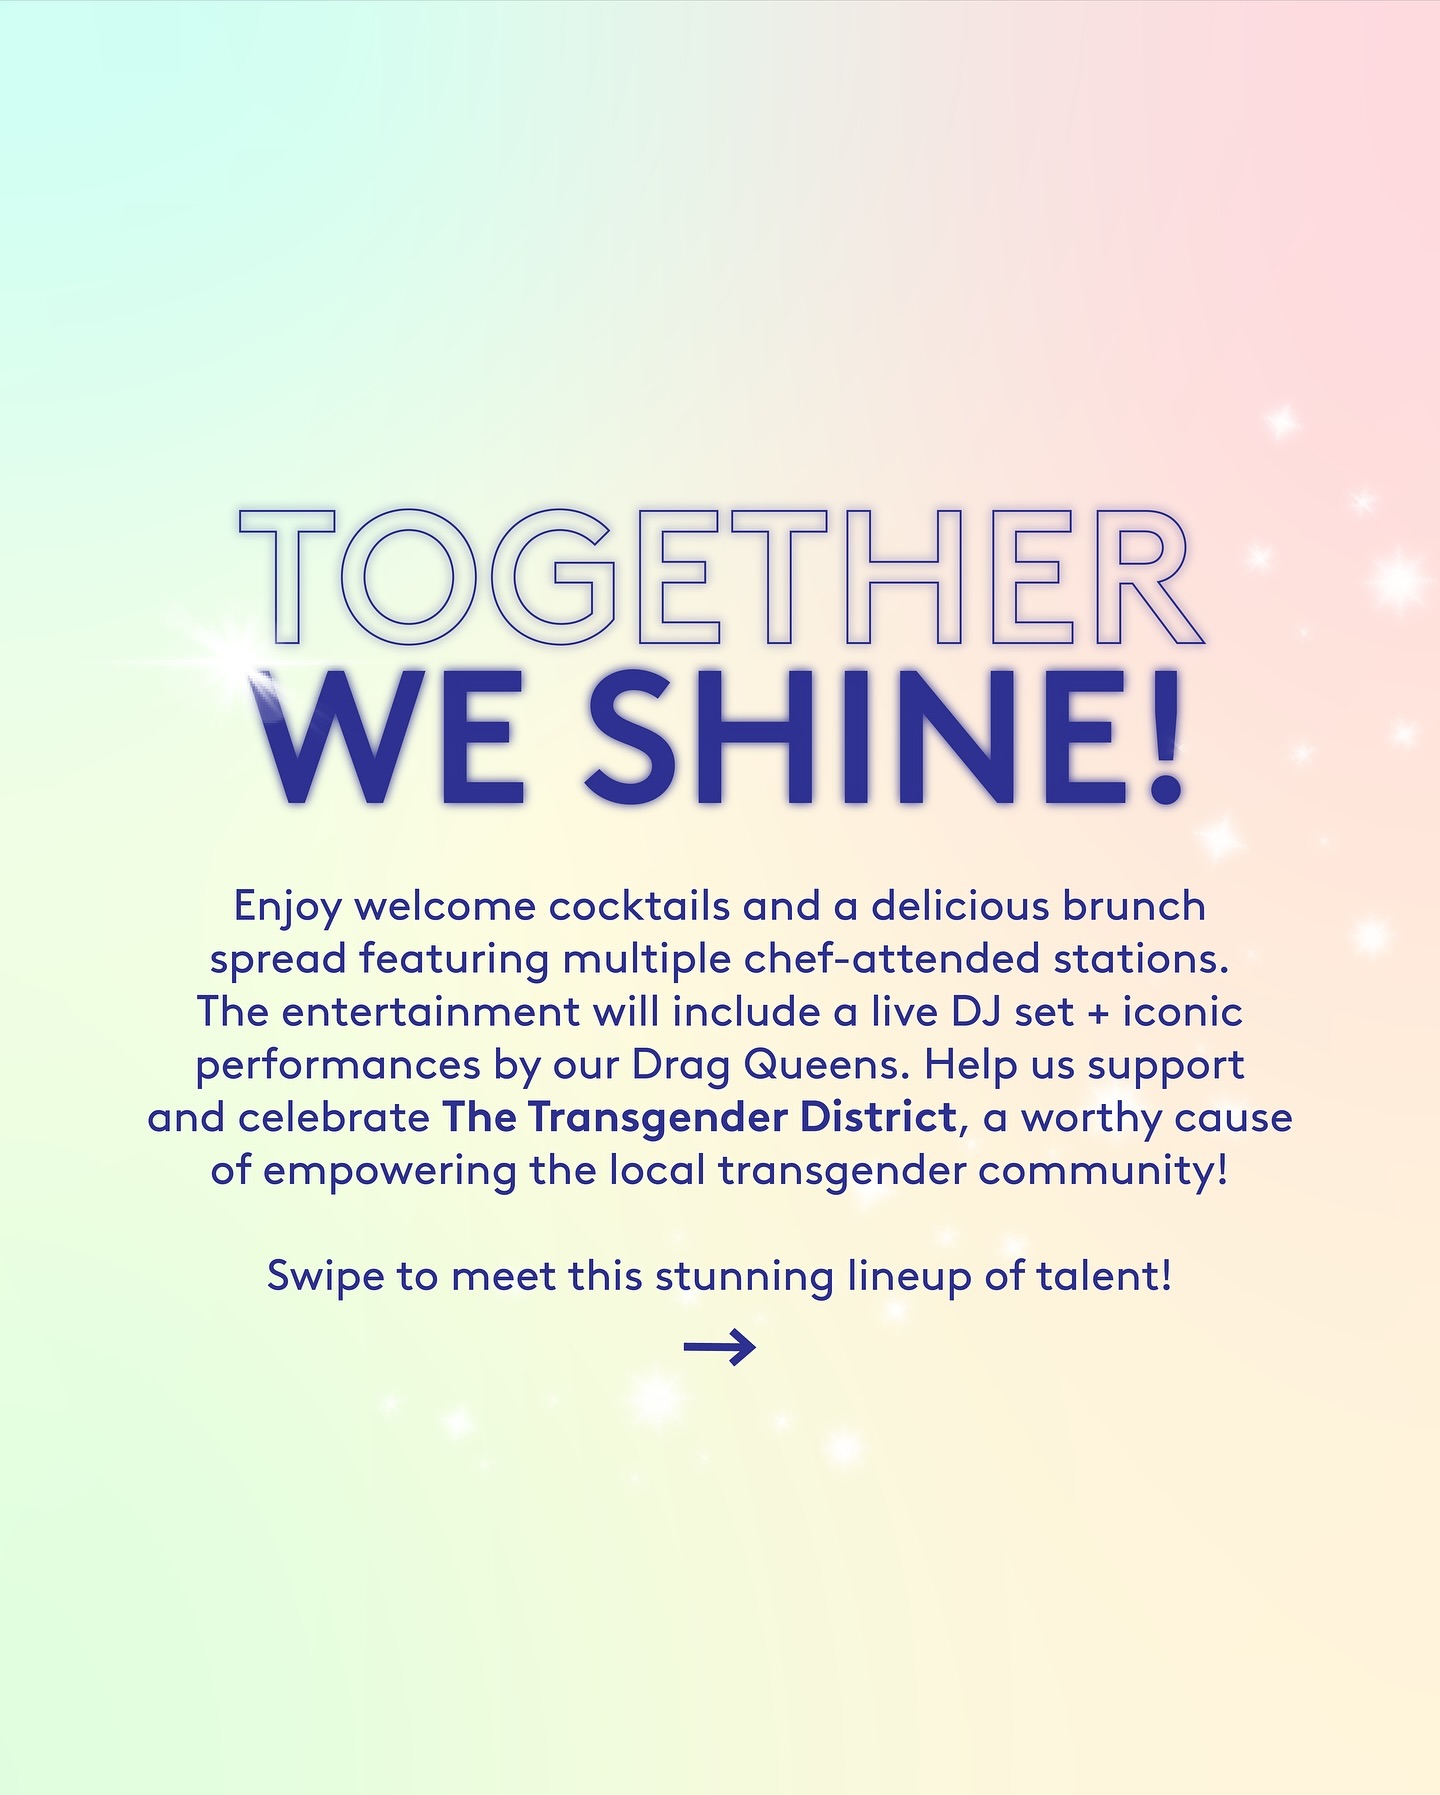 TOGETHER
WE SHINE!
Enjoy welcome cocktails and a delicious brunch
spread featuring multiple chef-attended stations.
The entertainment will include a live DJ set + iconic
performances by our Drag Queens. Help us support
and celebrate The Transgender District, a worthy cause
of empowering the local transgender community!
Swipe to meet this stunning lineup of talent!
→